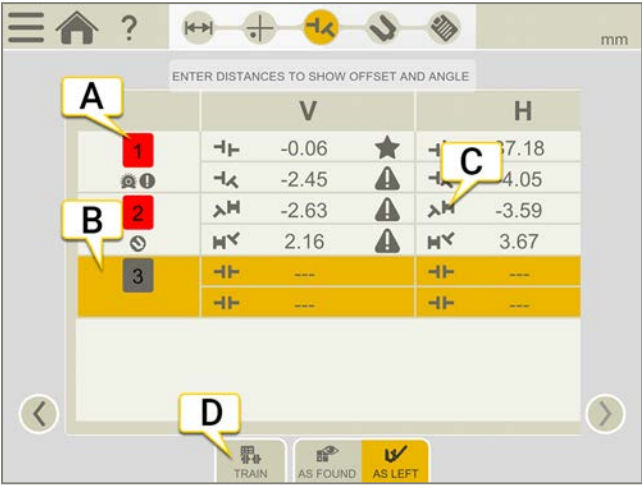 ?
mm
ENTER DISTANCES TO SHOW OFFSET AND ANGLE
A
V H
1 -0.06
C
-2.45 -4.05
B
2 -2.63 -3.59
2.16 3.67
3 --- ---
--- ---
D
TRAIN AS FOUND AS LEFT